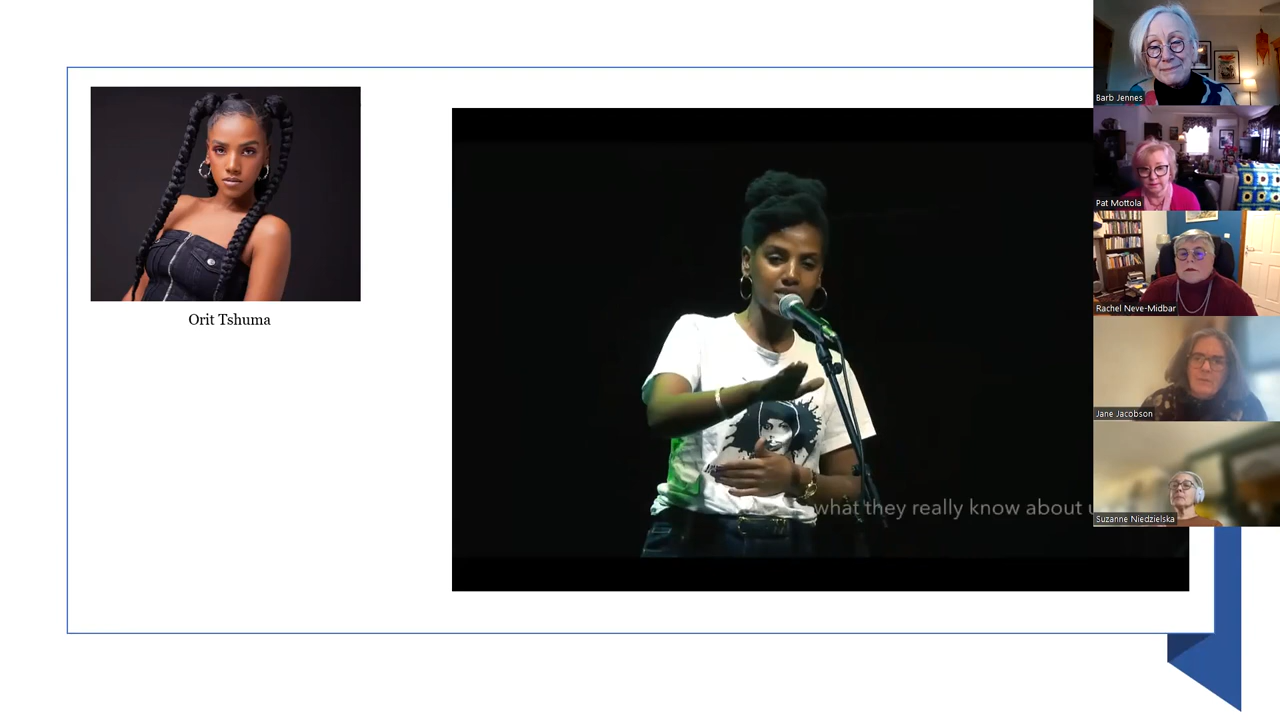 Orit Tshuma
what they really know about
Barb Jennes
Pat Mottola
Rachel Neve-Midbar
Jane Jacobson
Suzanne Niedzielska